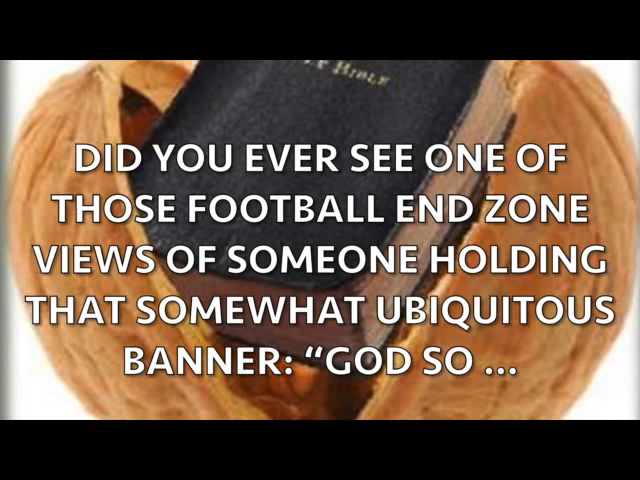 BIBLE
DID YOU EVER SEE ONE OF
THOSE FOOTBALL END ZONE
VIEWS OF SOMEONE HOLDING
THAT SOMEWHAT UBIQUITOUS
BANNER: “GOD SO ...